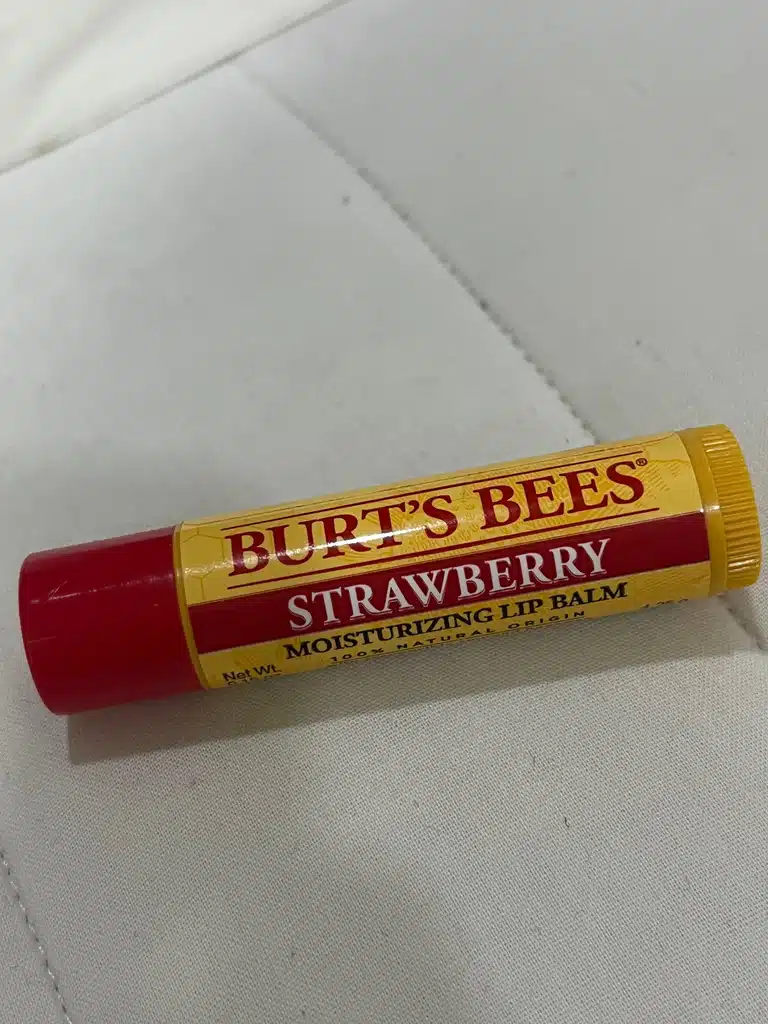 BURT'S BEES®
STRAWBERRY
MOISTURIZING LIP BALM
100% NATURAL ORIGIN
Net Wt.